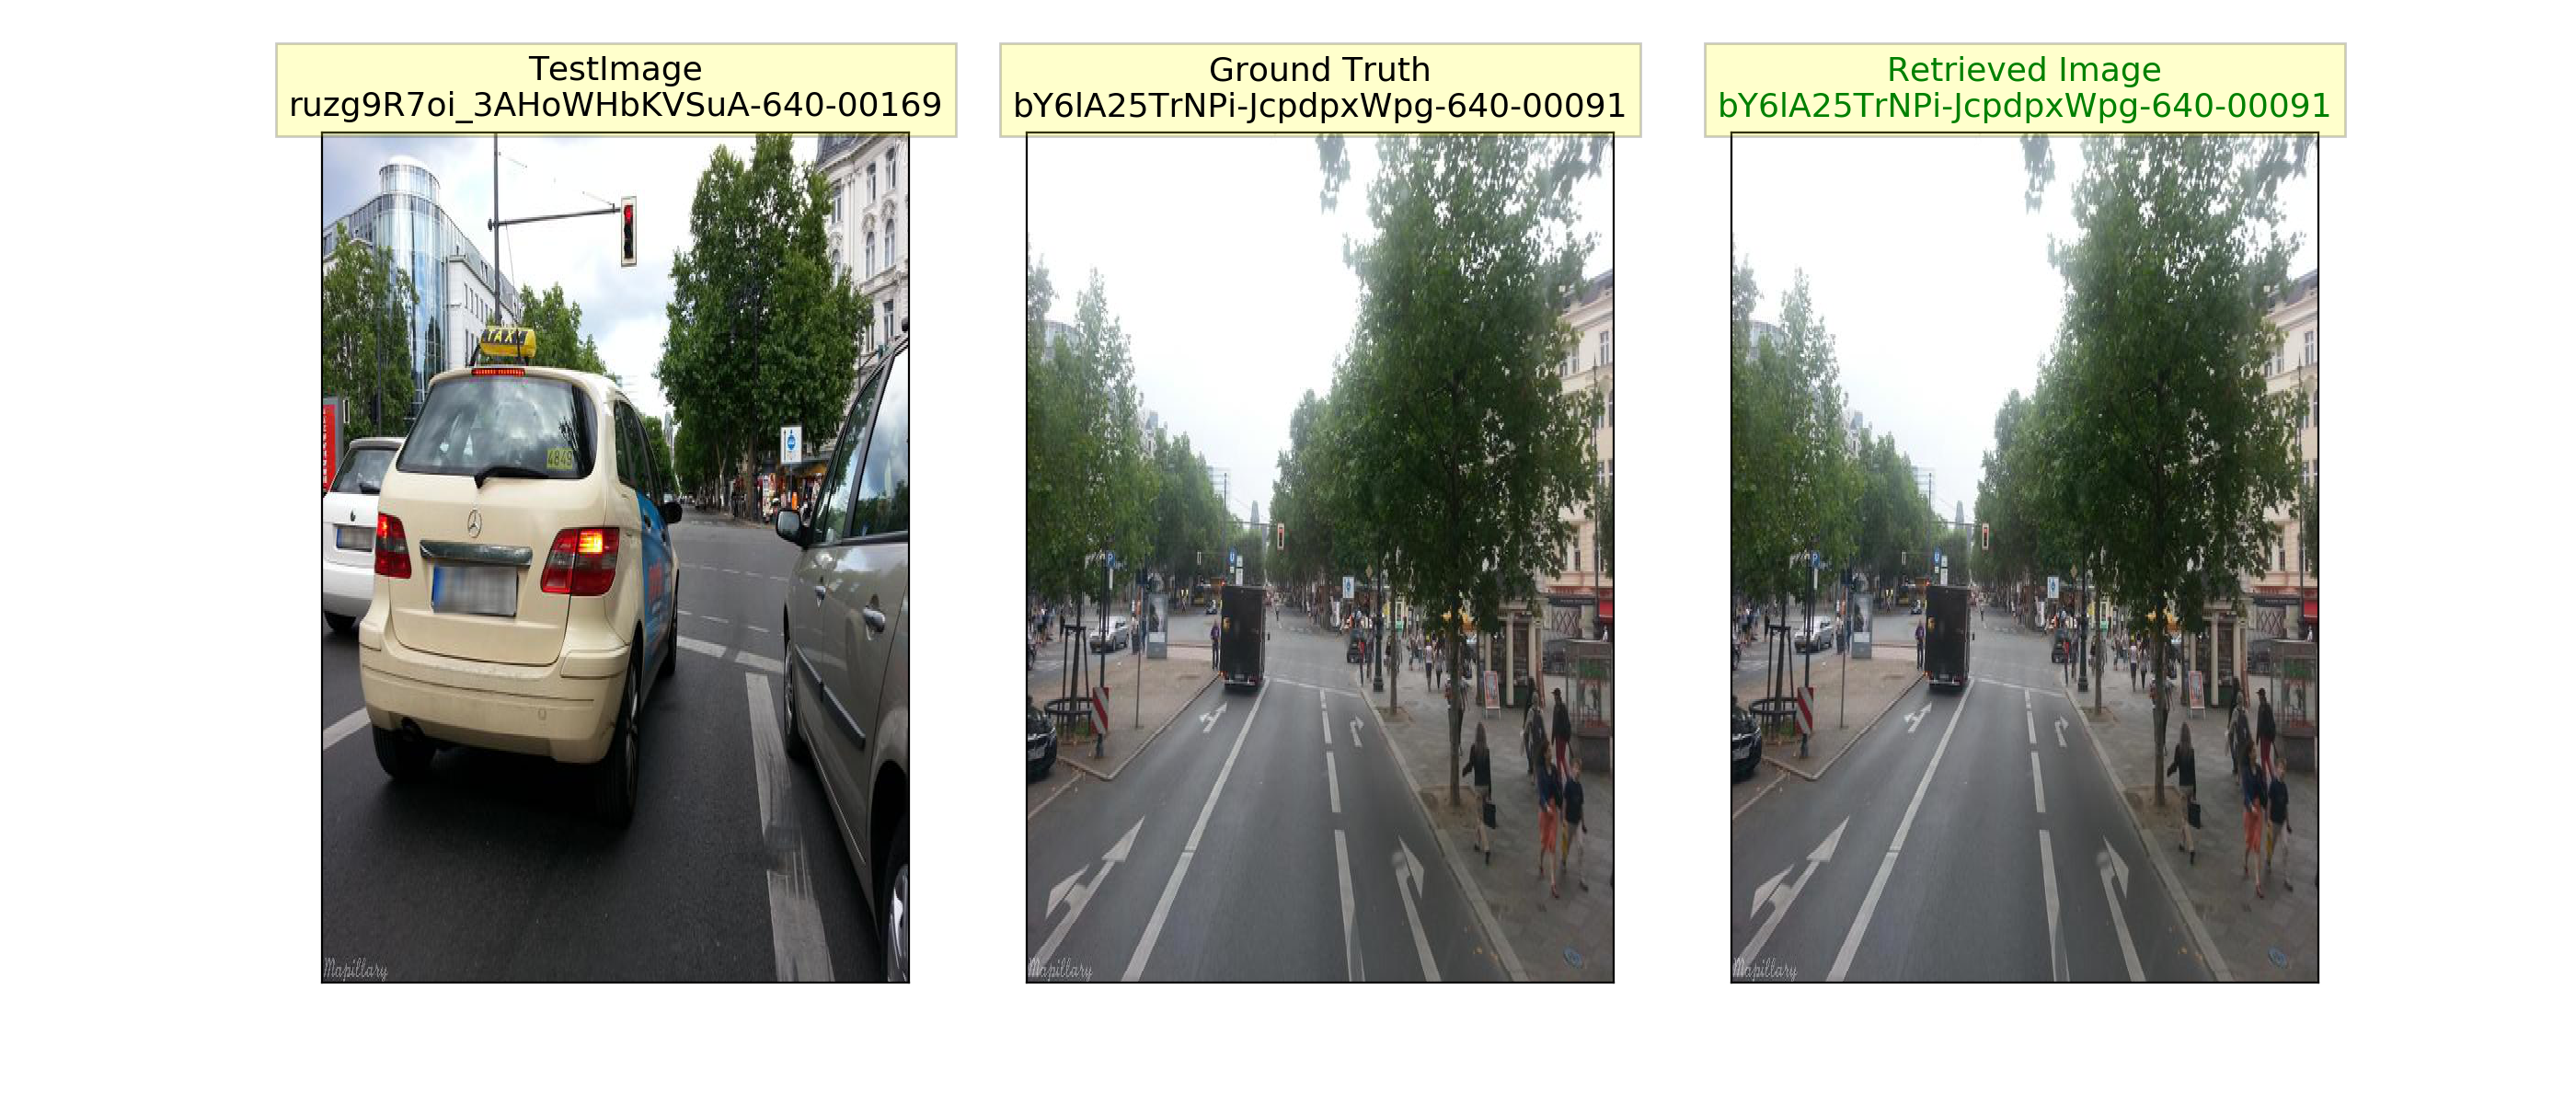 TestImage
ruzg9R7oi_3AHoWHbKVSuA-640-00169
Ground Truth
bY6lA25TrNPi-JcpdpxWpg-640-00091
Retrieved Image
bY6lA25TrNPi-JcpdpxWpg-640-00091
TAXI
4849
Mapillary
Mapillary
Mapillary